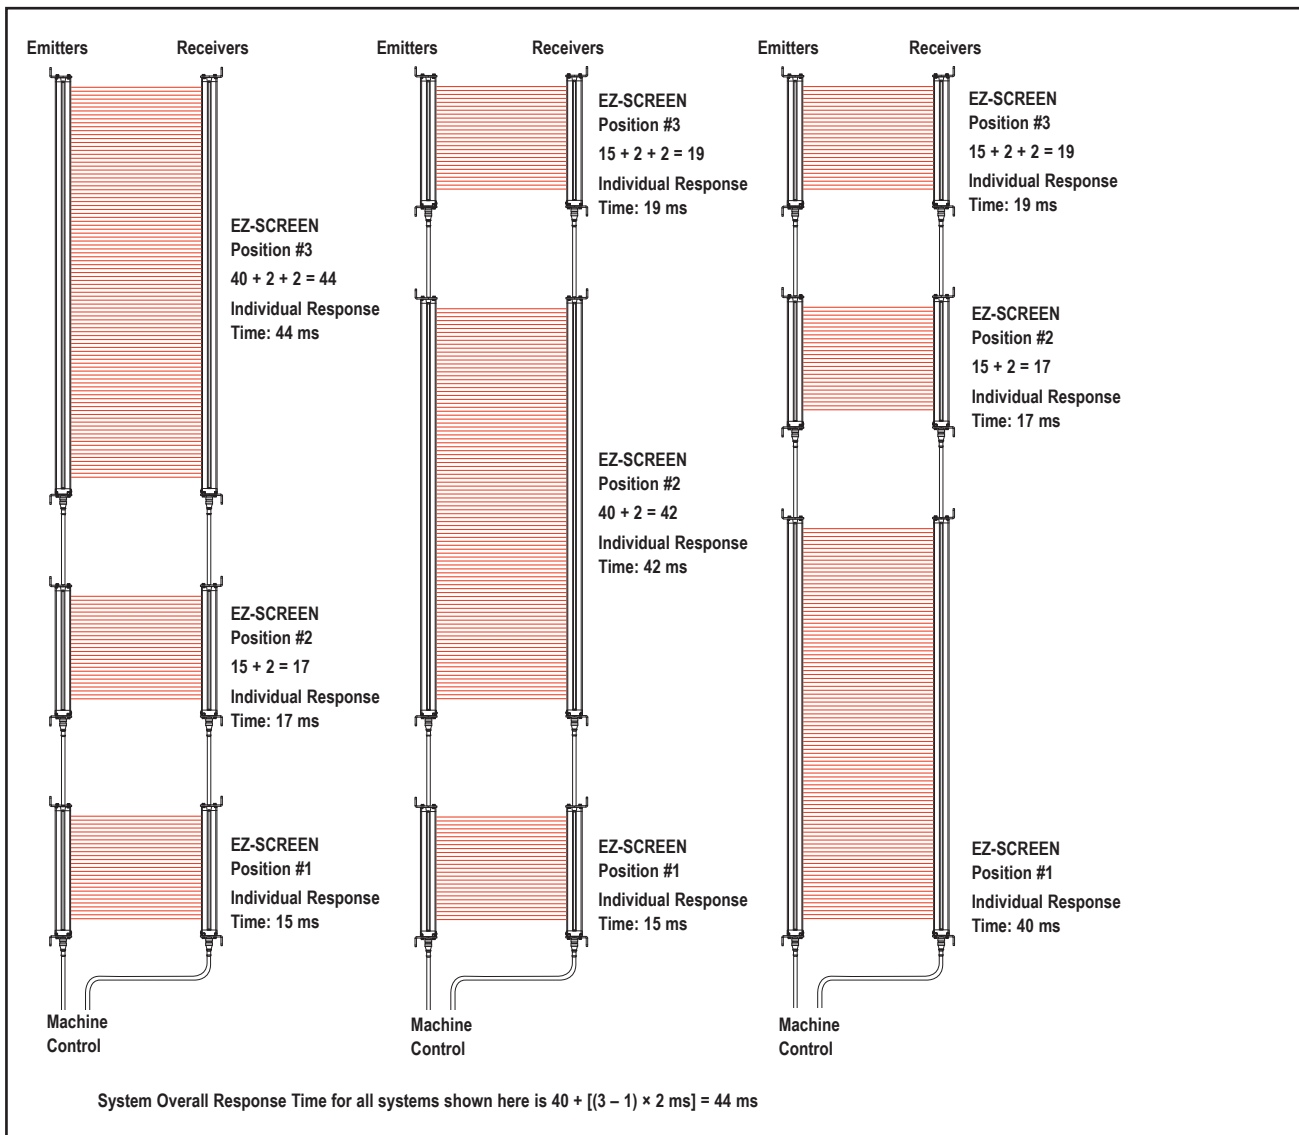 Emitters
Receivers
EZ-SCREEN
Position #3
40 + 2 + 2 = 44
Individual Response
Time: 44 ms
EZ-SCREEN
Position #2
15 + 2 = 17
Individual Response
Time: 17 ms
EZ-SCREEN
Position #1
Individual Response
Time: 15 ms
Machine
Control
Emitters
Receivers
EZ-SCREEN
Position #3
15 + 2 + 2 = 19
Individual Response
Time: 19 ms
EZ-SCREEN
Position #2
40 + 2 = 42
Individual Response
Time: 42 ms
EZ-SCREEN
Position #1
Individual Response
Time: 15 ms
Machine
Control
Emitters
Receivers
EZ-SCREEN
Position #3
15 + 2 + 2 = 19
Individual Response
Time: 19 ms
EZ-SCREEN
Position #2
15 + 2 = 17
Individual Response
Time: 17 ms
EZ-SCREEN
Position #1
Individual Response
Time: 40 ms
Machine
Control
System Overall Response Time for all systems shown here is 40 + [(3 – 1) × 2 ms] = 44 ms